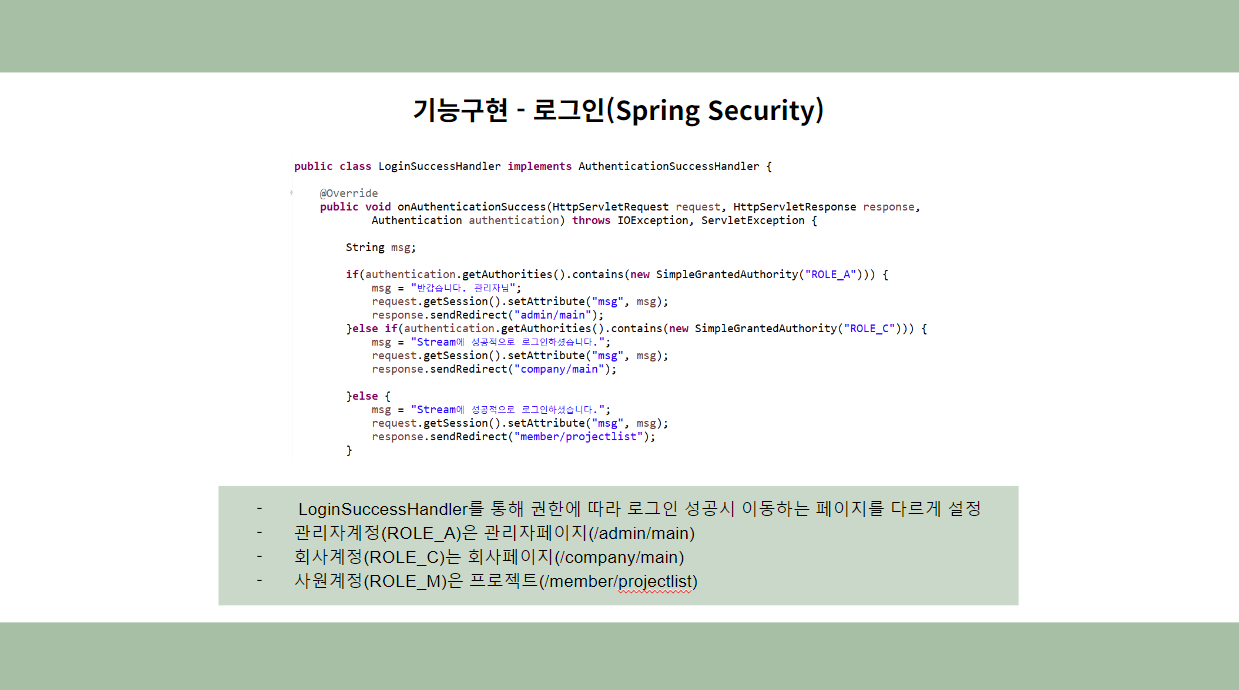 기능구현 - 로그인(Spring Security)
public class LoginSuccessHandler implements AuthenticationSuccessHandler {
@Override
public void onAuthenticationSuccess(HttpServletRequest request, HttpServletResponse response,
Authentication authentication) throws IOException, ServletException {
String msg;
if(authentication.getAuthorities().contains(new SimpleGrantedAuthority("ROLE_A"))) {
msg = "반갑습니다. 관리자님";
request.getSession().setAttribute("msg", msg);
response.sendRedirect("admin/main");
}else if(authentication.getAuthorities().contains(new SimpleGrantedAuthority("ROLE_C"))) {
msg = "Stream에 성공적으로 로그인하셨습니다.";
request.getSession().setAttribute("msg", msg);
response.sendRedirect("company/main");
}else {
msg = "Stream에 성공적으로 로그인하셨습니다.";
request.getSession().setAttribute("msg", msg);
response.sendRedirect("member/projectlist");
}
- LoginSuccessHandler를 통해 권한에 따라 로그인 성공시 이동하는 페이지를 다르게 설정
- 관리자계정(ROLE_A)은 관리자페이지(/admin/main)
- 회사계정(ROLE_C)는 회사페이지(/company/main)
- 사원계정(ROLE_M)은 프로젝트(/member/projectlist)